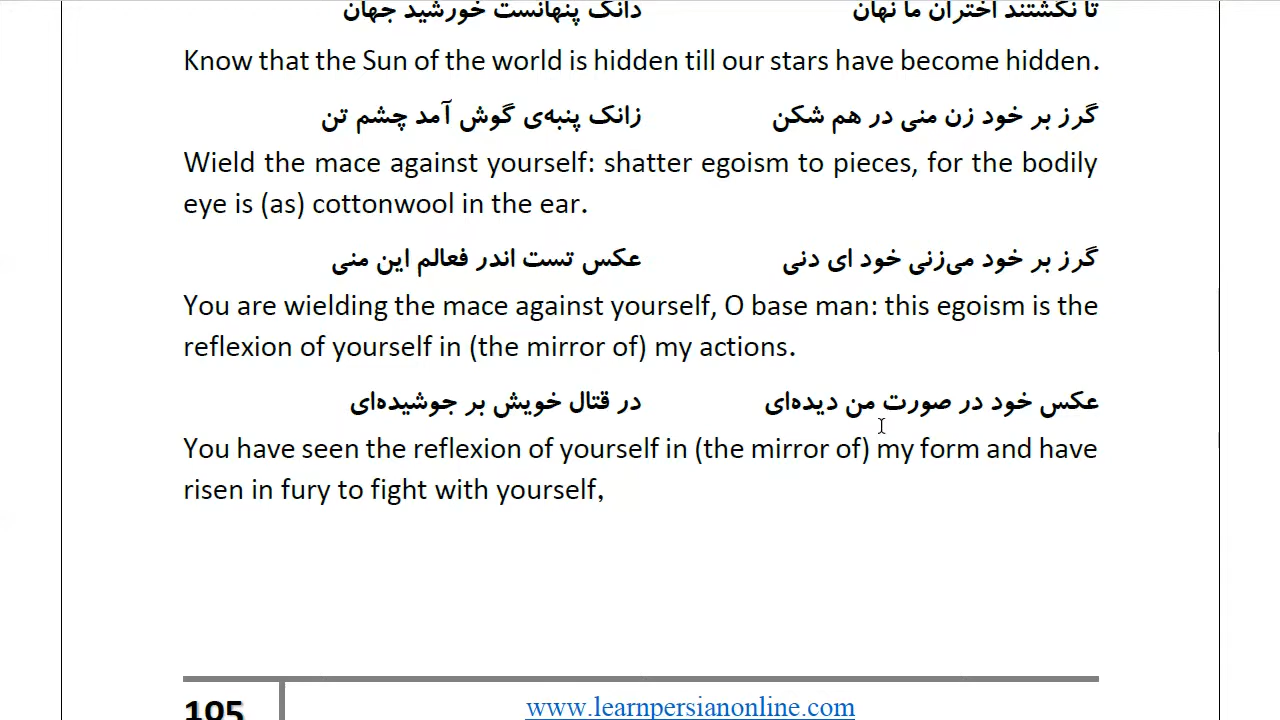 تا نگشتند اختران ما نهان دانک پنهانست خورشید جهان
Know that the Sun of the world is hidden till our stars have become hidden.
گرز بر خود زن منی در هم شکن زانک پنبه‌ی گوش آمد چشم تن
Wield the mace against yourself: shatter egoism to pieces, for the bodily
eye is (as) cottonwool in the ear.
گرز بر خود می‌زنی خود ای دنی عکس تست اندر فعالم این منی
You are wielding the mace against yourself, O base man: this egoism is the
reflexion of yourself in (the mirror of) my actions.
عکس خود در صورت من دیده‌ای در قتال خویش بر جوشیده‌ای
You have seen the reflexion of yourself in (the mirror of) my form and have
risen in fury to fight with yourself,
105 www.learnpersianonline.com